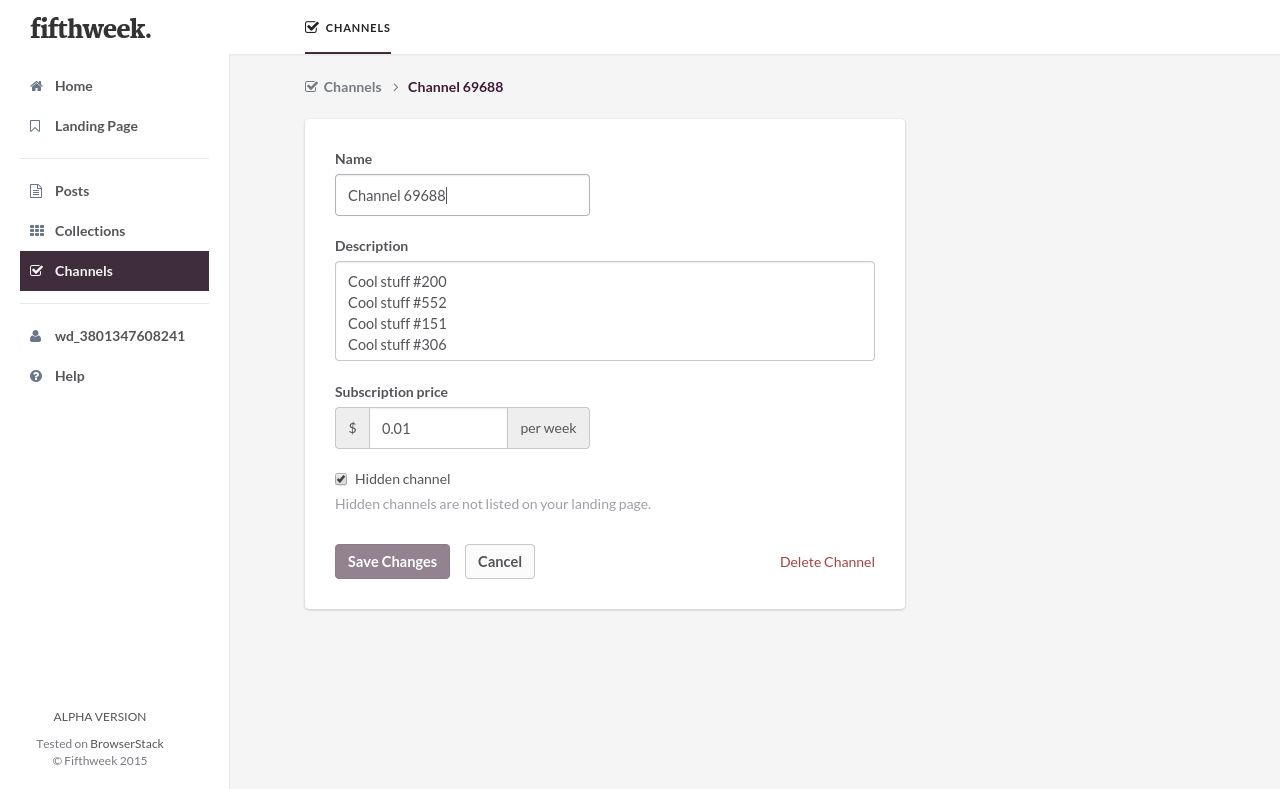 fifthweek.
CHANNELS
Home
Landing Page
Posts
Collections
Channels
wd_3801347608241
Help
ALPHA VERSION
Tested on BrowserStack
© Fifthweek 2015
Channels > Channel 69688
Name
Channel 69688
Description
Cool stuff #200
Cool stuff #552
Cool stuff #151
Cool stuff #306
Subscription price
$ 0.01 per week
Hidden channel
Hidden channels are not listed on your landing page.
Save Changes Cancel Delete Channel